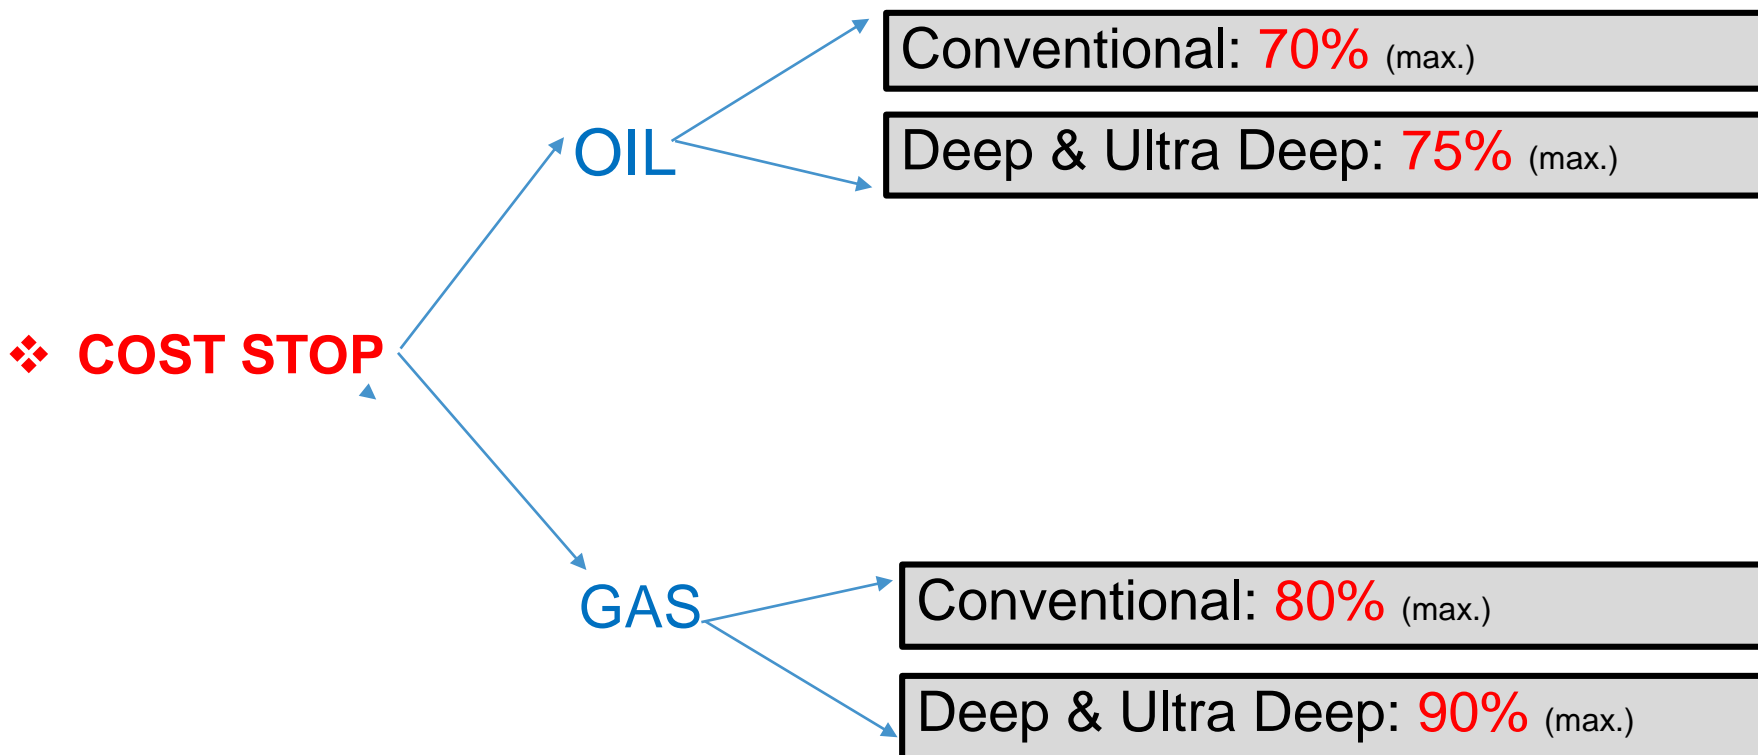 Conventional: 70% (max.)
Deep & Ultra Deep: 75% (max.)
OIL
❖ COST STOP
GAS
Conventional: 80% (max.)
Deep & Ultra Deep: 90% (max.)